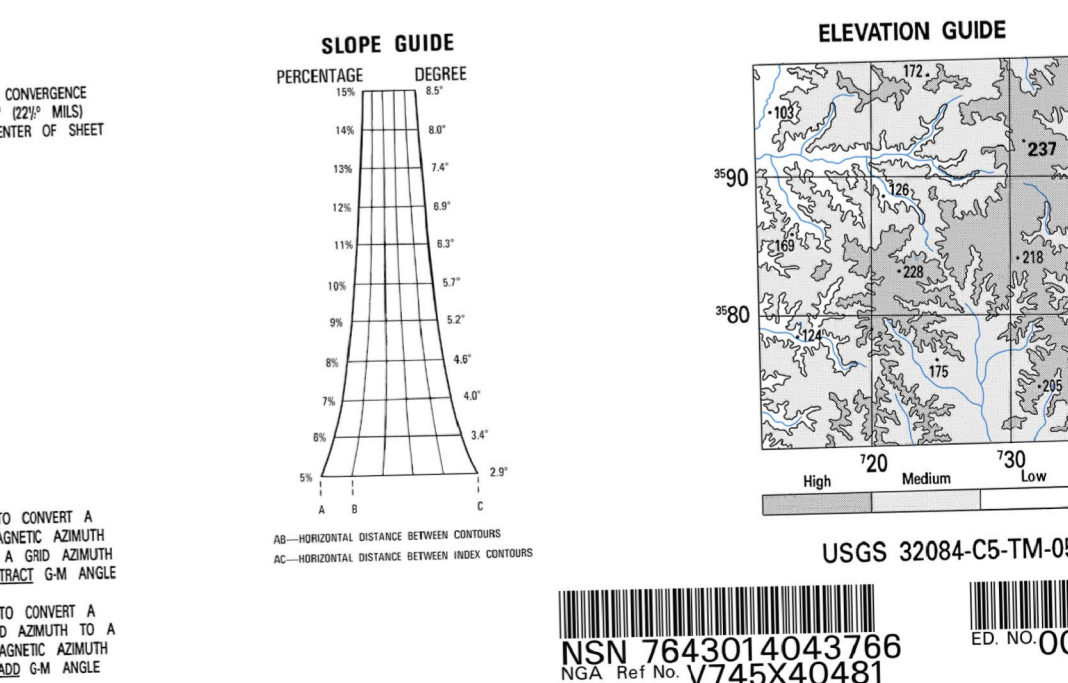 CONVERGENCE
(22½° MILS)
CENTER OF SHEET
TO CONVERT A
MAGNETIC AZIMUTH
A GRID AZIMUTH
G-M ANGLE
TO CONVERT A
AZIMUTH TO A
MAGNETIC AZIMUTH
ADD G-M ANGLE
SLOPE GUIDE
PERCENTAGE DEGREE
15% 8.5°
14% 8.0°
13% 7.4°
12% 6.9°
11% 6.3°
10% 5.7°
9% 5.2°
8% 4.6°
7% 4.0°
6% 3.4°
5% 2.9°
A B C
AB—HORIZONTAL DISTANCE BETWEEN CONTOURS
AC—HORIZONTAL DISTANCE BETWEEN INDEX CONTOURS
ELEVATION GUIDE
172
103
237
3590
126
169
218
228
3580
124
175
205
720 730
High Medium Low
USGS 32084-C5-TM-05
NSN 7643014043766
NGA Ref No. V745X40481
ED. NO. 00